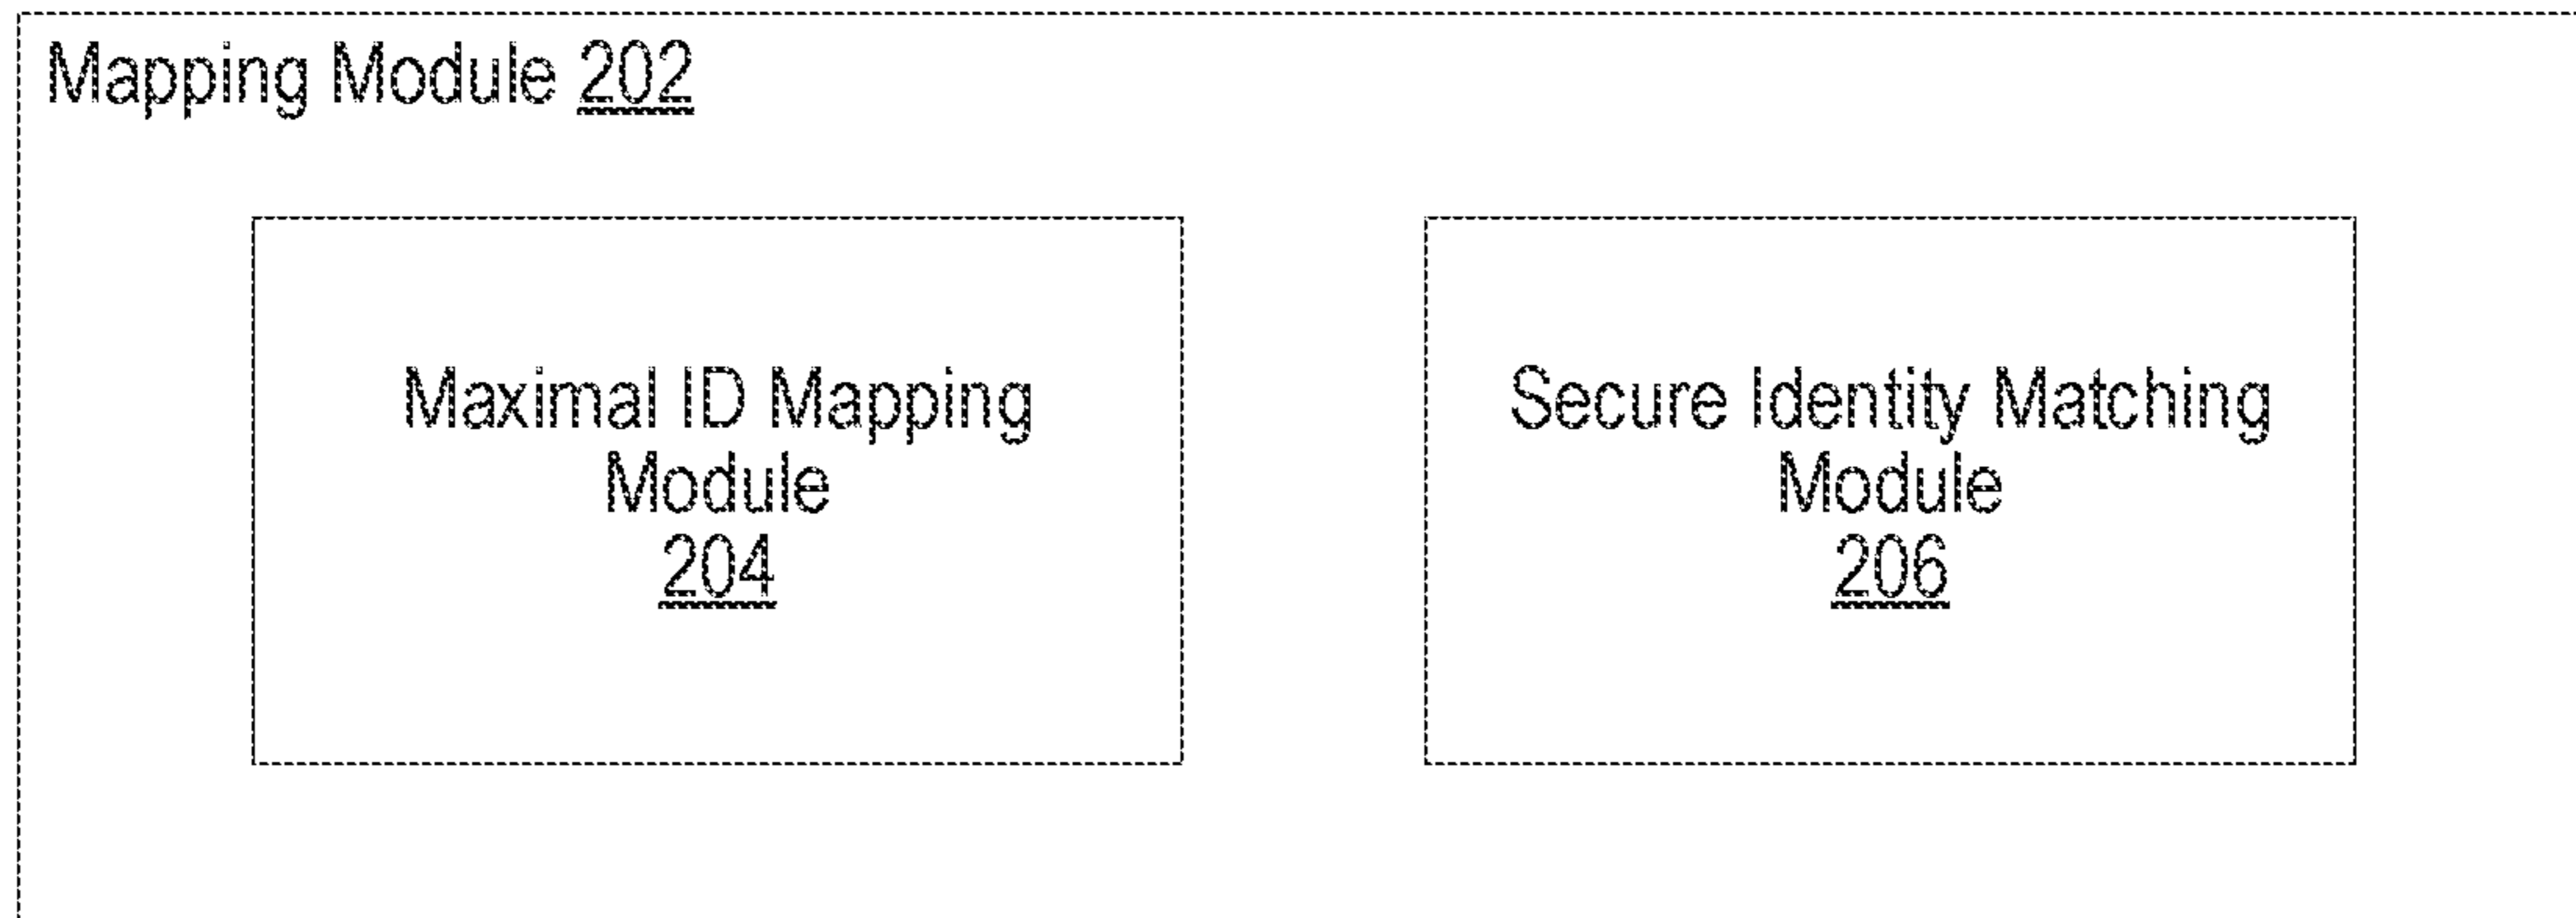 Mapping Module 202
Maximal ID Mapping
Module
204
Secure Identity Matching
Module
206